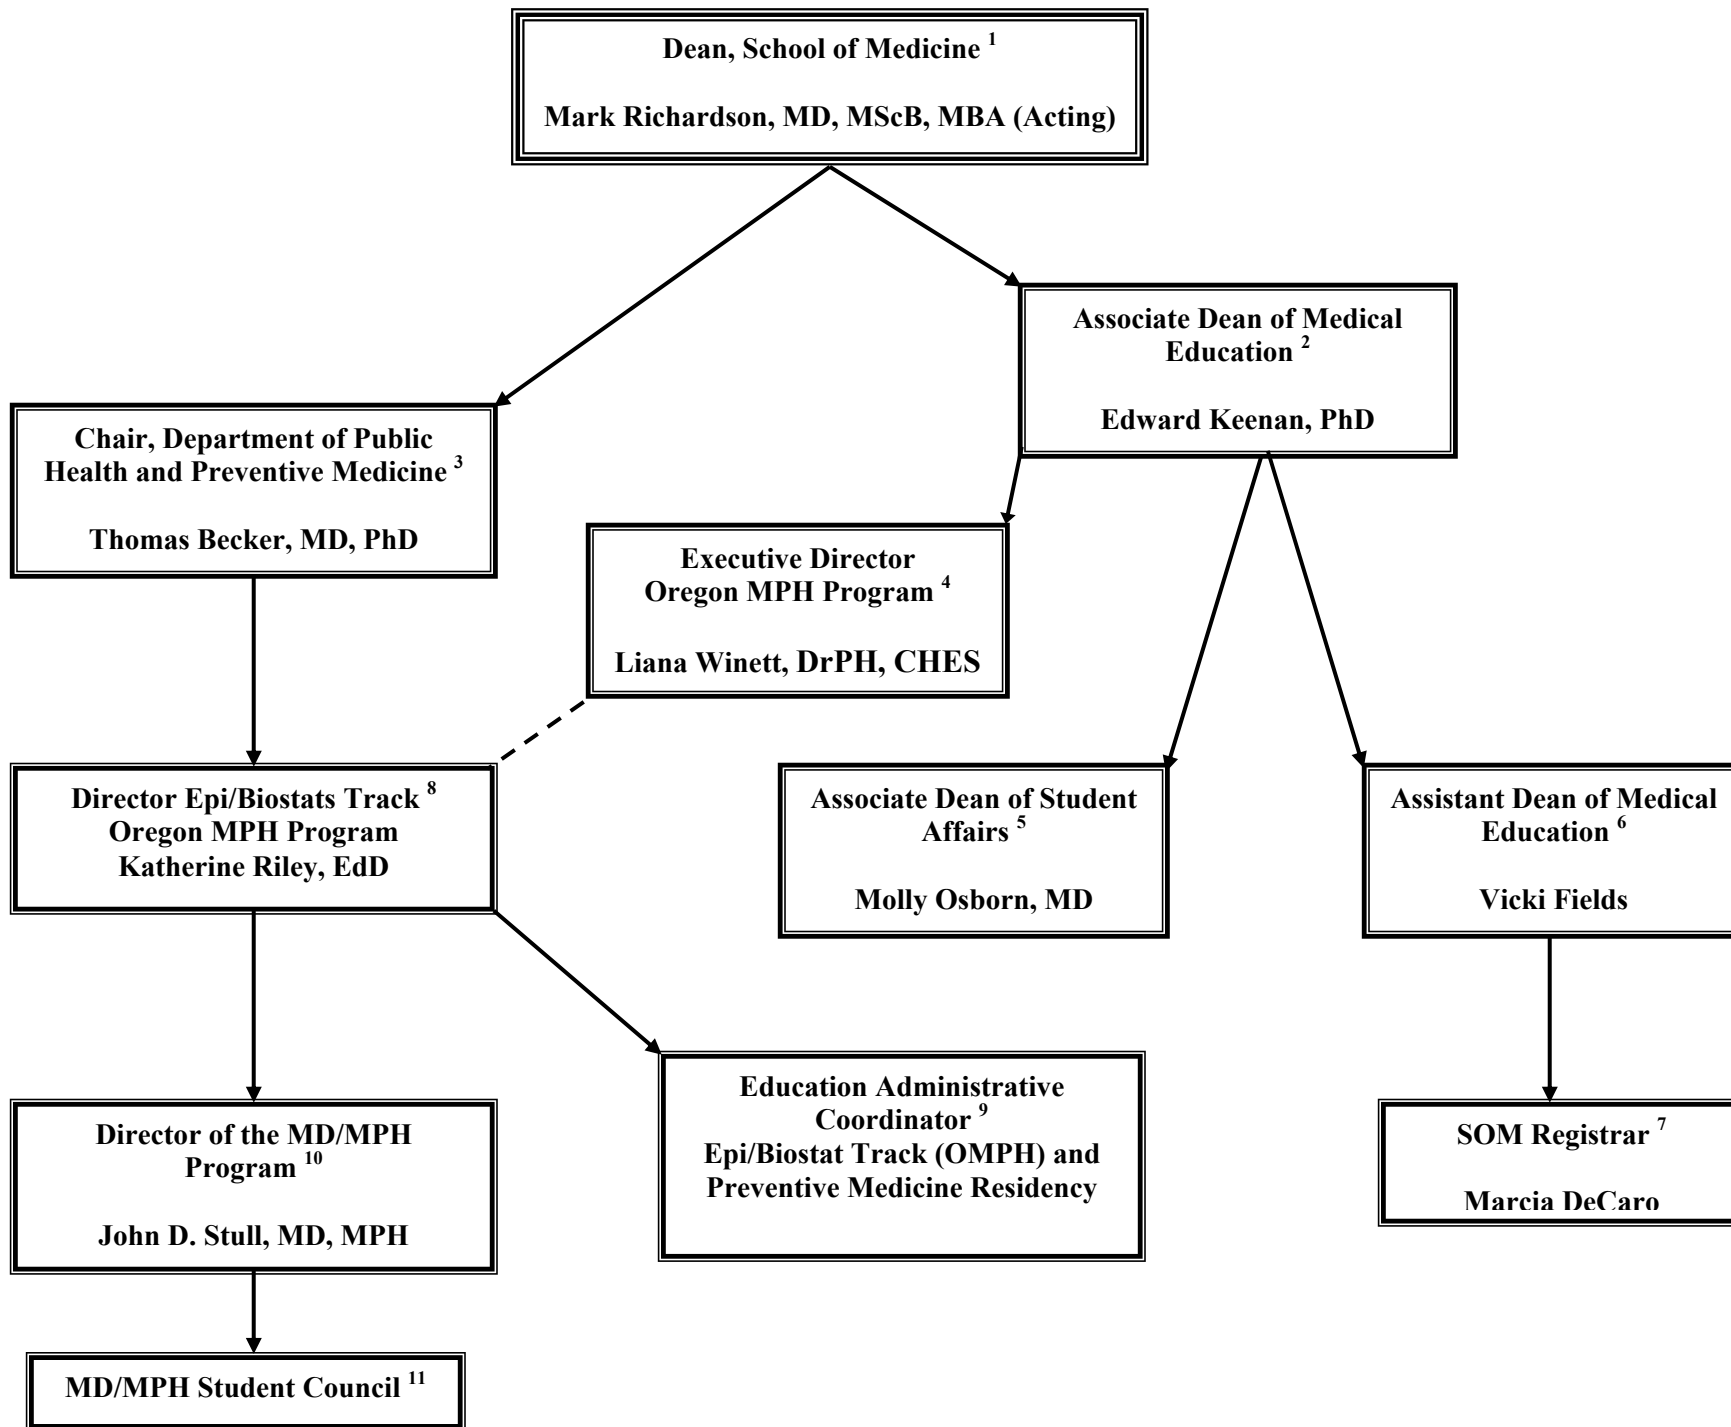 Dean, School of Medicine 1
Mark Richardson, MD, MScB, MBA (Acting)
Associate Dean of Medical
Education 2
Edward Keenan, PhD
Chair, Department of Public
Health and Preventive Medicine 3
Thomas Becker, MD, PhD
Executive Director
Oregon MPH Program 4
Liana Winett, DrPH, CHES
Director Epi/Biostats Track 8
Oregon MPH Program
Katherine Riley, EdD
Associate Dean of Student
Affairs 5
Molly Osborn, MD
Assistant Dean of Medical
Education 6
Vicki Fields
Education Administrative
Coordinator 9
Epi/Biostat Track (OMPH) and
Preventive Medicine Residency
Director of the MD/MPH
Program 10
John D. Stull, MD, MPH
SOM Registrar 7
Marcia DeCaro
MD/MPH Student Council 11